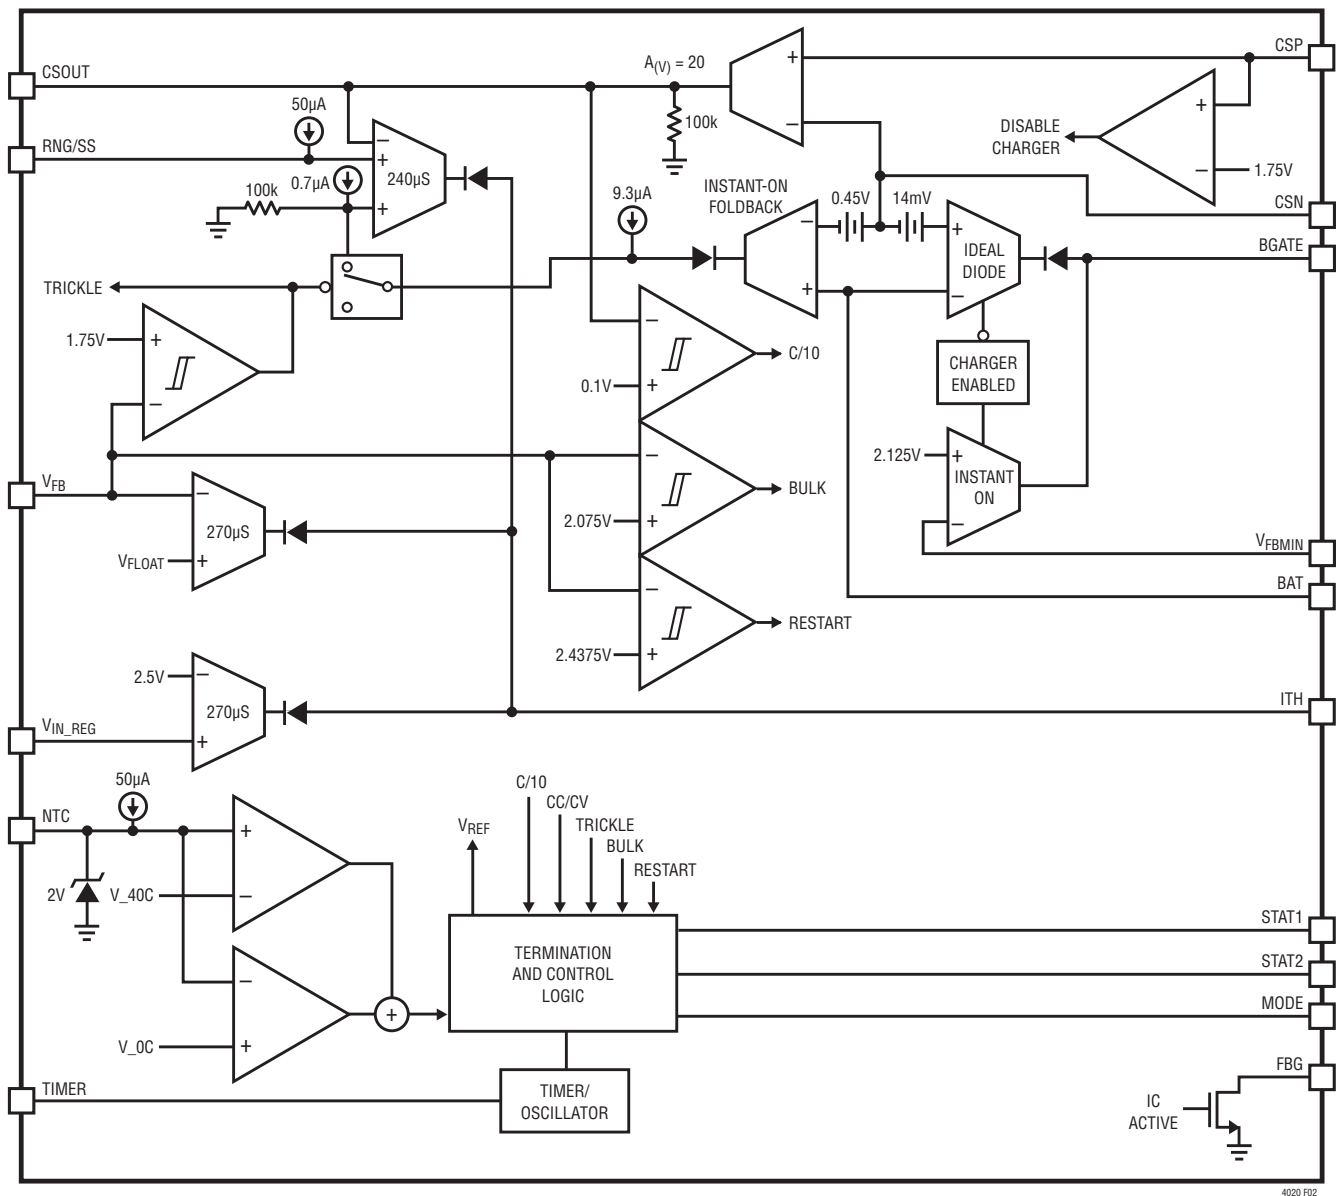 CSP
CSOUT
A(V) = 20
+
50µA
100k
+
DISABLE
CHARGER
RNG/SS
–
–
+
240µS
0.7µA
100k
+
–
1.75V
9.3µA
INSTANT-ON
FOLDBACK
0.45V
14mV
CSN
–
+
IDEAL
DIODE
BGATE
TRICKLE
+
–
1.75V
+
–
–
0.1V
+
C/10
CHARGER
ENABLED
VFB
–
270µS
VFLOAT
+
–
2.075V
+
BULK
2.125V
+
INSTANT
ON
–
VFBMIN
BAT
–
2.4375V
+
RESTART
2.5V
–
270µS
VIN_REG
+
ITH
50µA
NTC
2V
V_40C
+
–
–
V_0C
+
+
VREF
C/10
CC/CV
TRICKLE
BULK
RESTART
TERMINATION
AND CONTROL
LOGIC
STAT1
STAT2
MODE
FBG
TIMER
TIMER/
OSCILLATOR
IC
ACTIVE
4020 F02